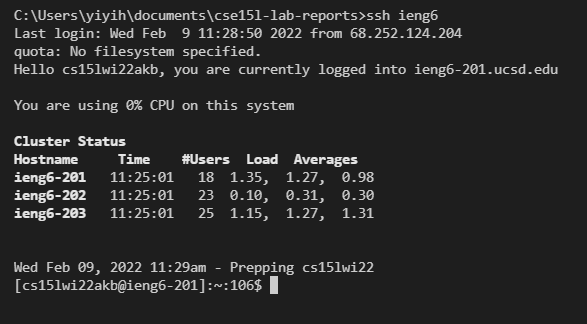 C:\Users\yiyih\documents\cse15l-lab-reports>ssh ieng6
Last login: Wed Feb  9 11:28:50 2022 from 68.252.124.204
quota: No filesystem specified.
Hello cs15lwi22akb, you are currently logged into ieng6-201.ucsd.edu

You are using 0% CPU on this system

Cluster Status
Hostname     Time    #Users  Load  Averages
ieng6-201   11:25:01   18  1.35,  1.27,  0.98
ieng6-202   11:25:01   23  0.10,  0.31,  0.30
ieng6-203   11:25:01   25  1.15,  1.27,  1.31

Wed Feb 09, 2022 11:29am - Prepping cs15lwi22
[cs15lwi22akb@ieng6-201]:~:106$